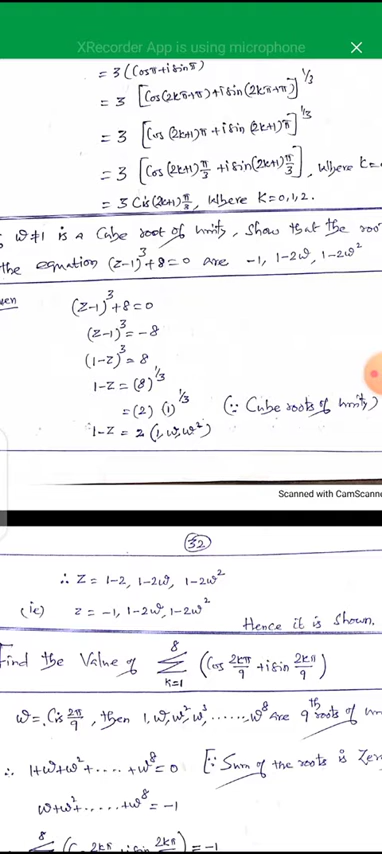 XRecorder App is using microphone
= 3 (Cosπ+i sinπ)
= 3 [Cos(2kπ+π)+i sin(2kπ+π)]^1/3
= 3 [Cos (2k+1)π + i sin (2k+1)π]^1/3
= 3 [Cos (2k+1)π/3 + i sin(2k+1)π/3], Where K=
= 3 Cis (2k+1)π/3, Where K=0,1,2.
ω≠1 is a Cube root of Unity, Show that the roo
the equation (z-1)³+8=0 are -1, 1-2ω, 1-2ω²
(z-1)³+8=0
(z-1)³ = -8
(1-z)³ = 8
1-z = (8)^1/3
= (2) (1)^1/3 (∵ Cube roots of Unity)
1-z = 2 (1, ω, ω²)
Scanned with CamScanne
32
∴ z = 1-2, 1-2ω, 1-2ω²
(ie) z = -1, 1-2ω, 1-2ω²
Hence it is Shown.
Find the Value of 8 Σ K=1 (Cos 2kπ/9 + i sin 2kπ/9)
ω = Cis 2π/9, then 1, ω, ω², ω³, ......, ω⁸ are 9th roots of un
∴ 1+ω+ω²+....+ω⁸ = 0 [∵ Sum of the roots is Zero
ω+ω²+.....+ω⁸ = -1